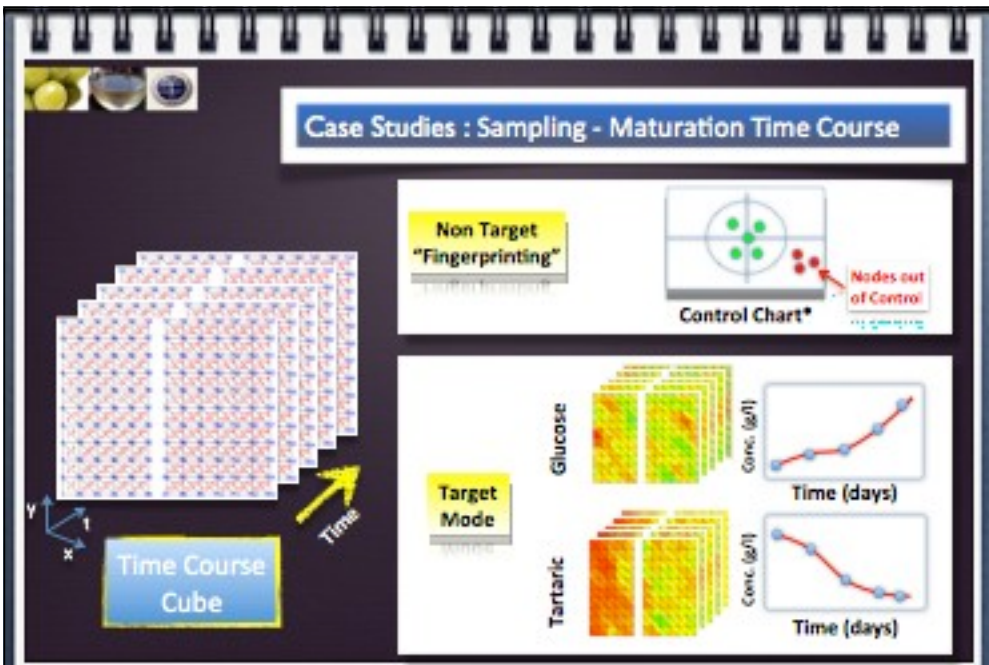 Case Studies : Sampling - Maturation Time Course
Non Target
"Fingerprinting"
Nodes out
of Control
Control Chart*
Y
t
x
Time
Time Course
Cube
Target
Mode
Glucose
Conc. (g/l)
Time (days)
Tartaric
Conc. (g/l)
Time (days)